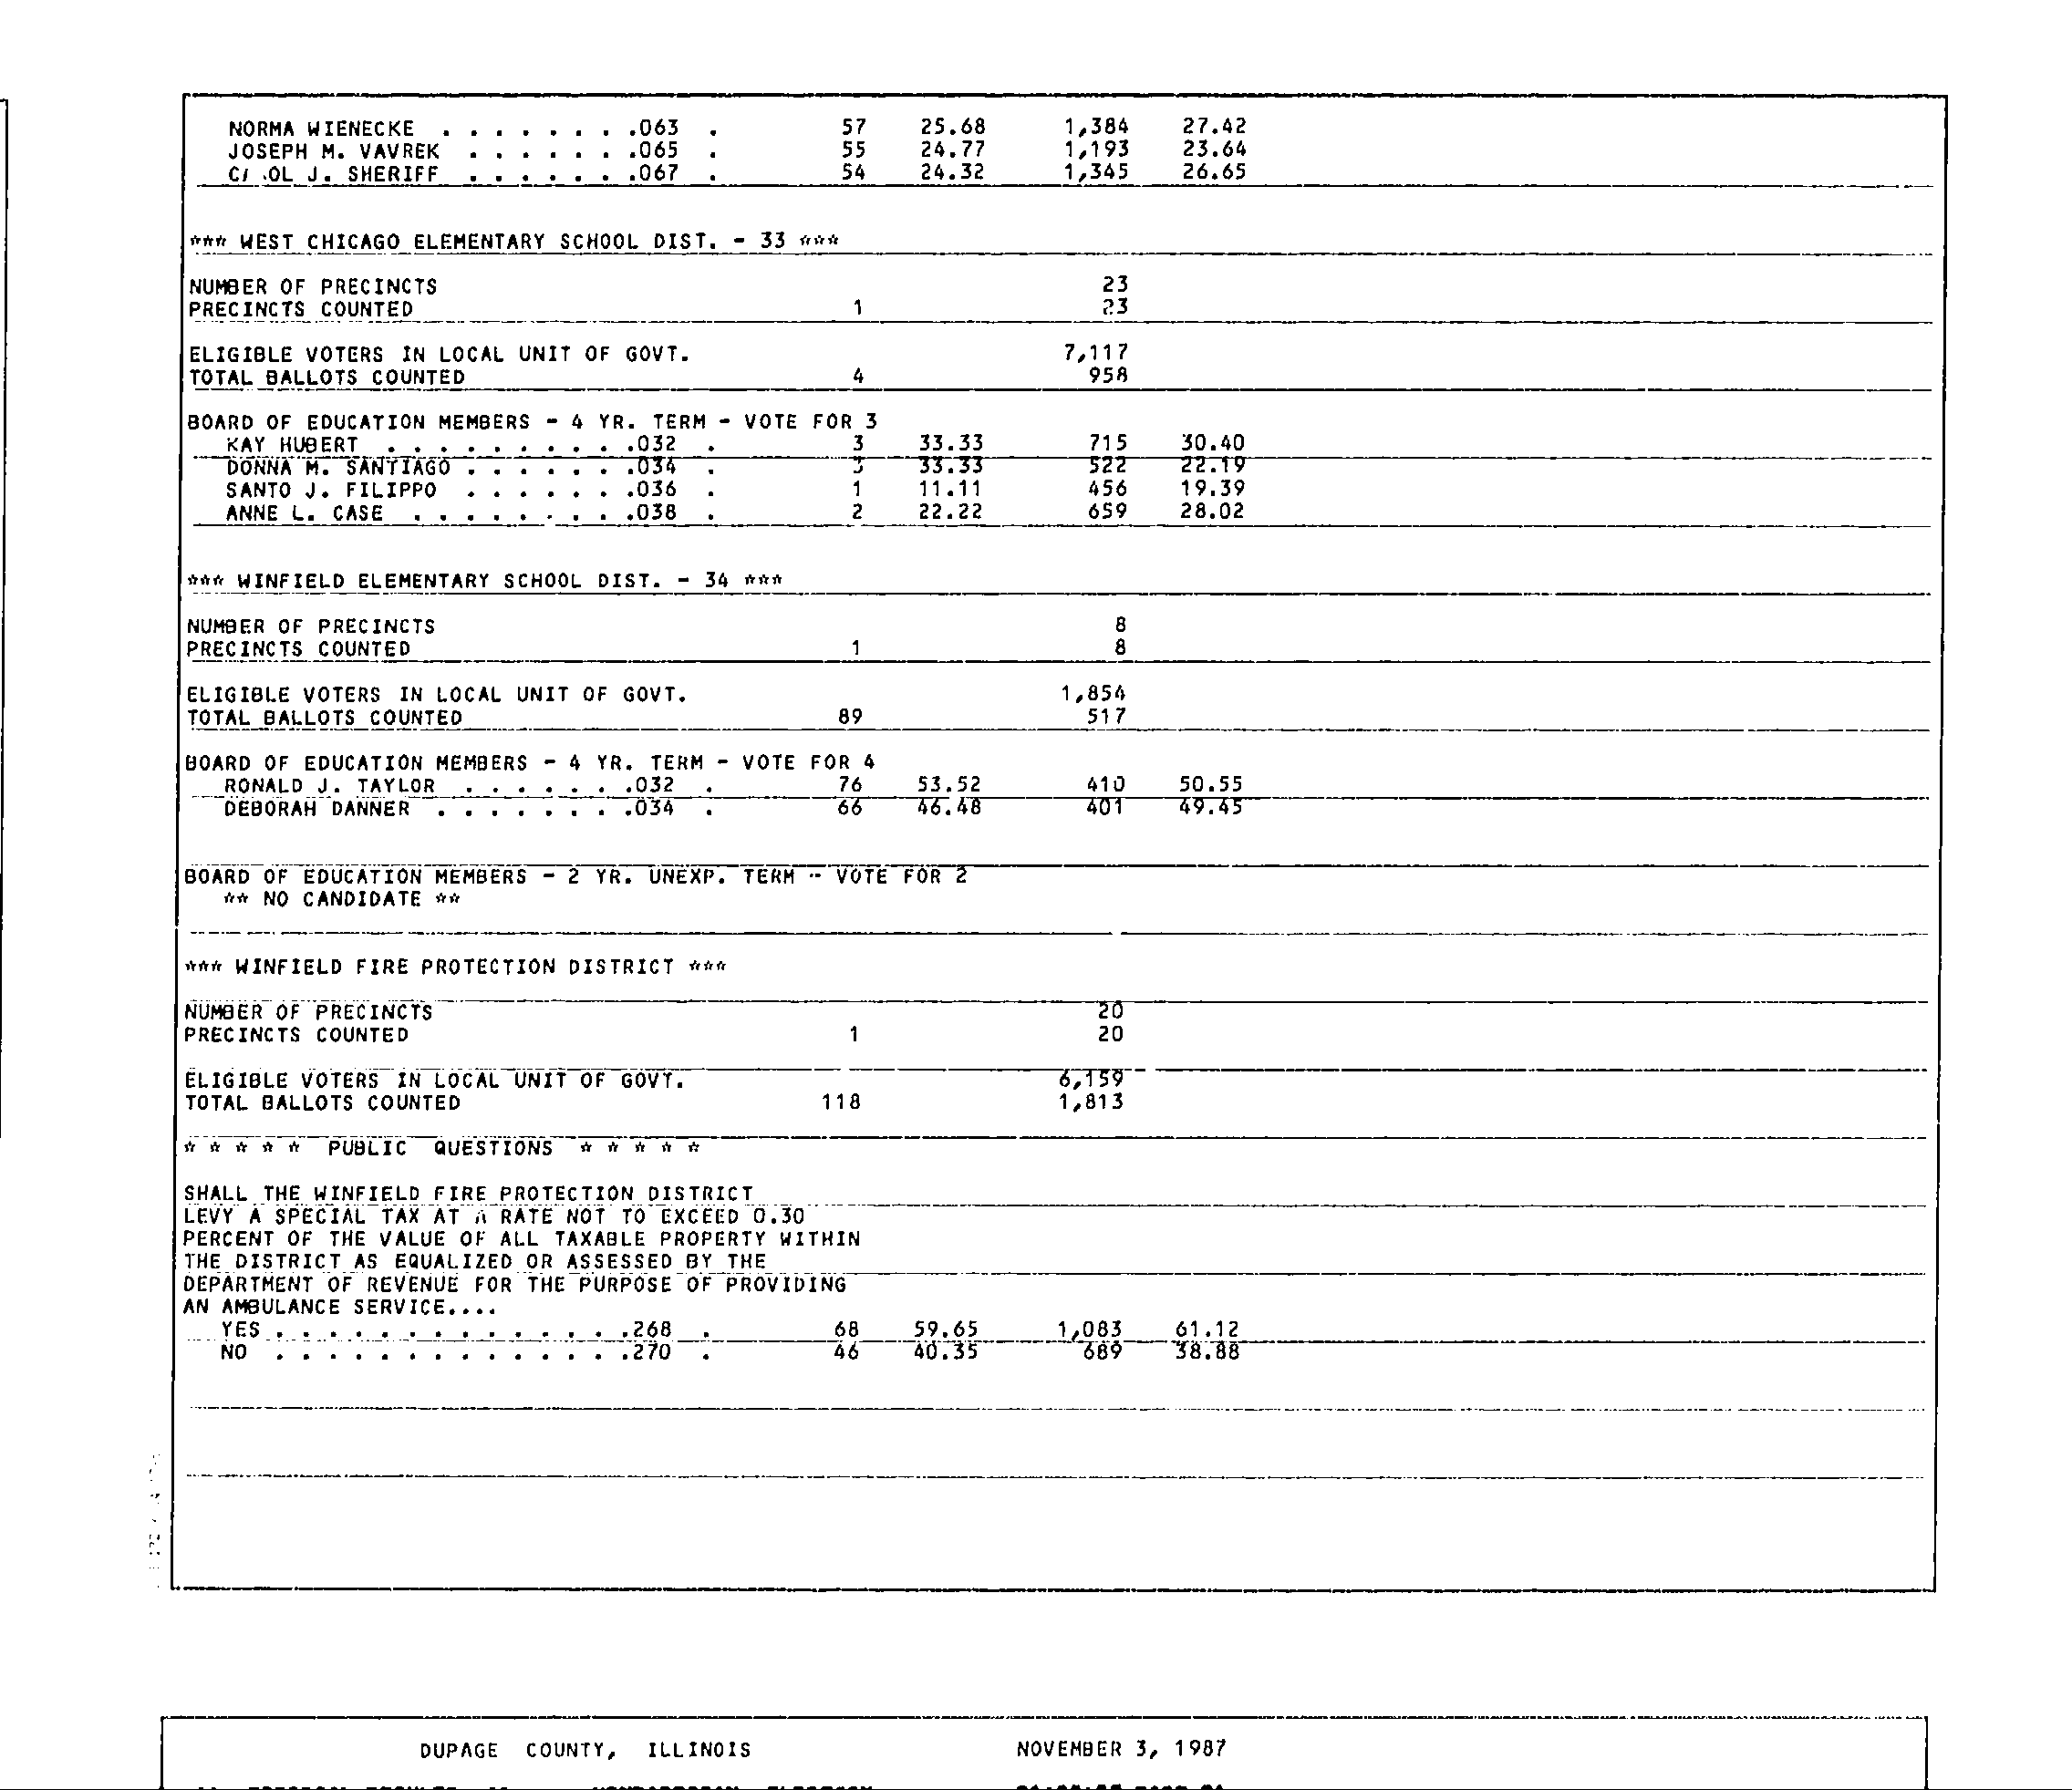 NORMA WIENECKE . . . . . . . .063 . 57 25.68 1,384 27.42
JOSEPH M. VAVREK . . . . . . .065 . 55 24.77 1,193 23.64
J. SHERIFF . . . . . . .067 . 54 24.32 1,345 26.65
*** WEST CHICAGO ELEMENTARY SCHOOL DIST. - 33 ***
NUMBER OF PRECINCTS 23
PRECINCTS COUNTED 1 23
ELIGIBLE VOTERS IN LOCAL UNIT OF GOVT. 7,117
TOTAL BALLOTS COUNTED 4 958
BOARD OF EDUCATION MEMBERS - 4 YR. TERM - VOTE FOR 3
KAY HUBERT . . . . . . . . . .032 . 3 33.33 715 30.40
DONNA M. SANTIAGO . . . . . . .034 . 3 33.33 522 22.19
SANTO J. FILIPPO . . . . . . .036 . 1 11.11 456 19.39
ANNE L. CASE . . . . . . . . .038 . 2 22.22 659 28.02
*** WINFIELD ELEMENTARY SCHOOL DIST. - 34 ***
NUMBER OF PRECINCTS 8
PRECINCTS COUNTED 1 8
ELIGIBLE VOTERS IN LOCAL UNIT OF GOVT. 1,854
TOTAL BALLOTS COUNTED 89 517
BOARD OF EDUCATION MEMBERS - 4 YR. TERM - VOTE FOR 4
RONALD J. TAYLOR . . . . . . .032 . 76 53.52 410 50.55
DEBORAH DANNER . . . . . . . .034 . 66 46.48 401 49.45
BOARD OF EDUCATION MEMBERS - 2 YR. UNEXP. TERM - VOTE FOR 2
** NO CANDIDATE **
*** WINFIELD FIRE PROTECTION DISTRICT ***
NUMBER OF PRECINCTS 20
PRECINCTS COUNTED 1 20
ELIGIBLE VOTERS IN LOCAL UNIT OF GOVT. 6,159
TOTAL BALLOTS COUNTED 118 1,813
* * * * * PUBLIC QUESTIONS * * * * *
SHALL THE WINFIELD FIRE PROTECTION DISTRICT
LEVY A SPECIAL TAX AT A RATE NOT TO EXCEED 0.30
PERCENT OF THE VALUE OF ALL TAXABLE PROPERTY WITHIN
THE DISTRICT AS EQUALIZED OR ASSESSED BY THE
DEPARTMENT OF REVENUE FOR THE PURPOSE OF PROVIDING
AN AMBULANCE SERVICE....
YES . . . . . . . . . . . . . .268 . 68 59.65 1,083 61.12
NO . . . . . . . . . . . . . .270 . 46 40.35 689 38.88
DUPAGE COUNTY, ILLINOIS NOVEMBER 3, 1987